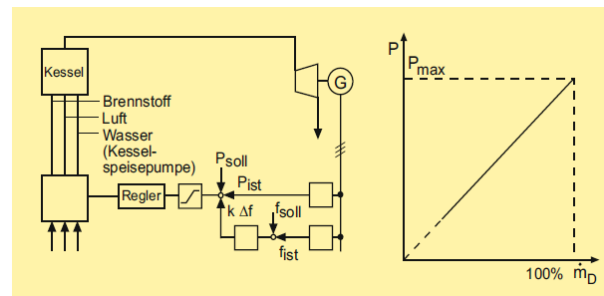 Kessel
G
Brennstoff
Luft
Wasser
(Kessel-
speisepumpe)
Psoll
Pist
Regler
k Δf
fsoll
fist
P
Pmax
100% ṁD